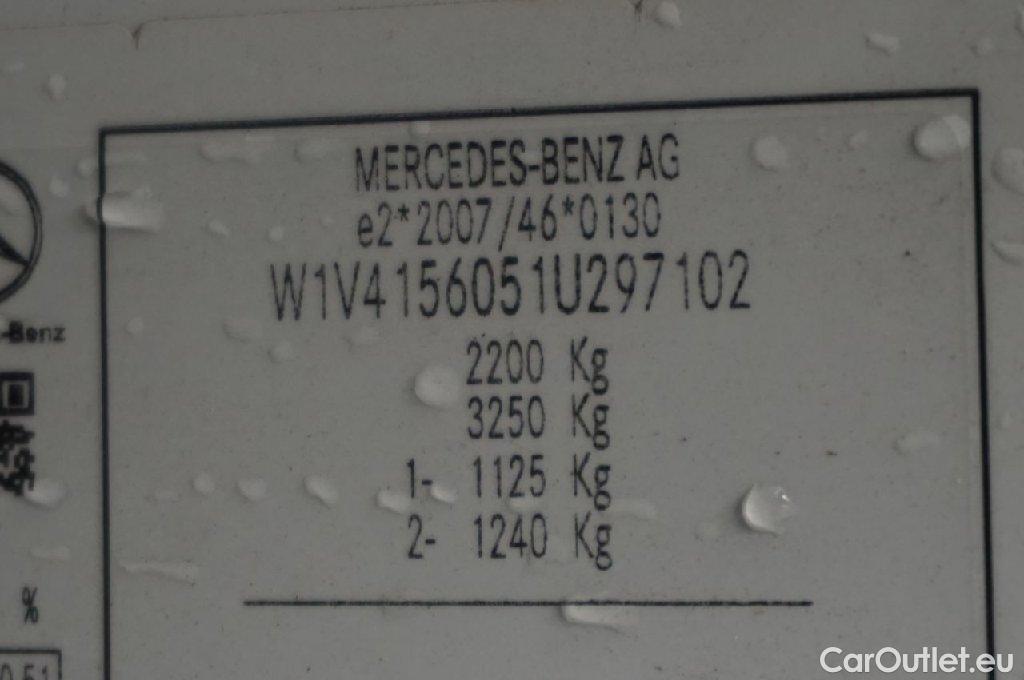 MERCEDES-BENZ AG
e2*2007/46*0130
W1V4156051U297102
2200 Kg
3250 Kg
1- 1125 Kg
2- 1240 Kg
-Benz
%
CarOutlet.eu